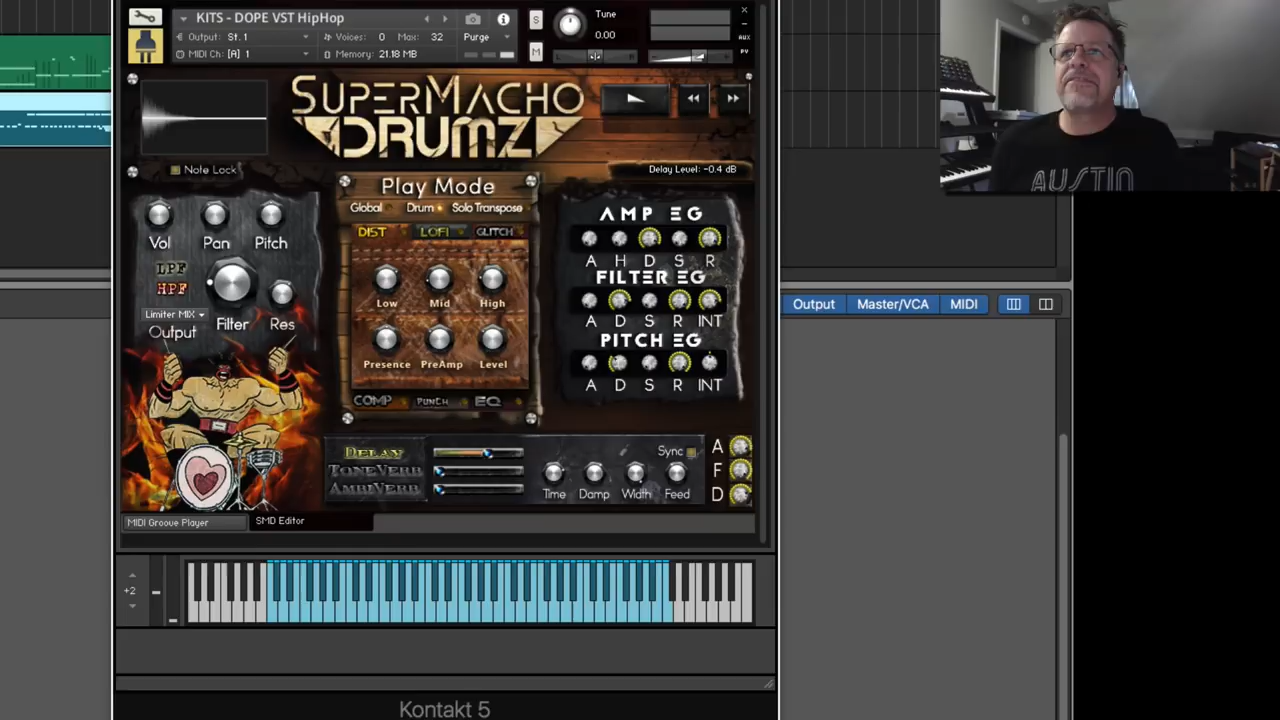 KITS - DOPE VST HipHop
Output: St. 1
Voices: 0 Max: 32
Purge
MIDI Ch: [A] 1
Memory: 21.18 MB
S
M
Tune
0.00
L R
AUX
PV
SUPERMACHO
DRUMZ
Note Lock
Delay Level: -0.4 dB
Play Mode
Global Drum Solo Transpose
DIST LOFI GLITCH
Vol Pan Pitch
LPF
HPF
Low Mid High
Limiter MIX
Output Filter Res
Presence PreAmp Level
COMP PUNCH EQ
AMP EG
A H D S R
FILTER EG
A D S R INT
PITCH EG
A D S R INT
DELAY
TONEVERB
AMBIVERB
Sync
Time Damp Width Feed
A
F
D
MIDI Groove Player
SMD Editor
+2
Kontakt 5
Output Master/VCA MIDI
AUSTIN